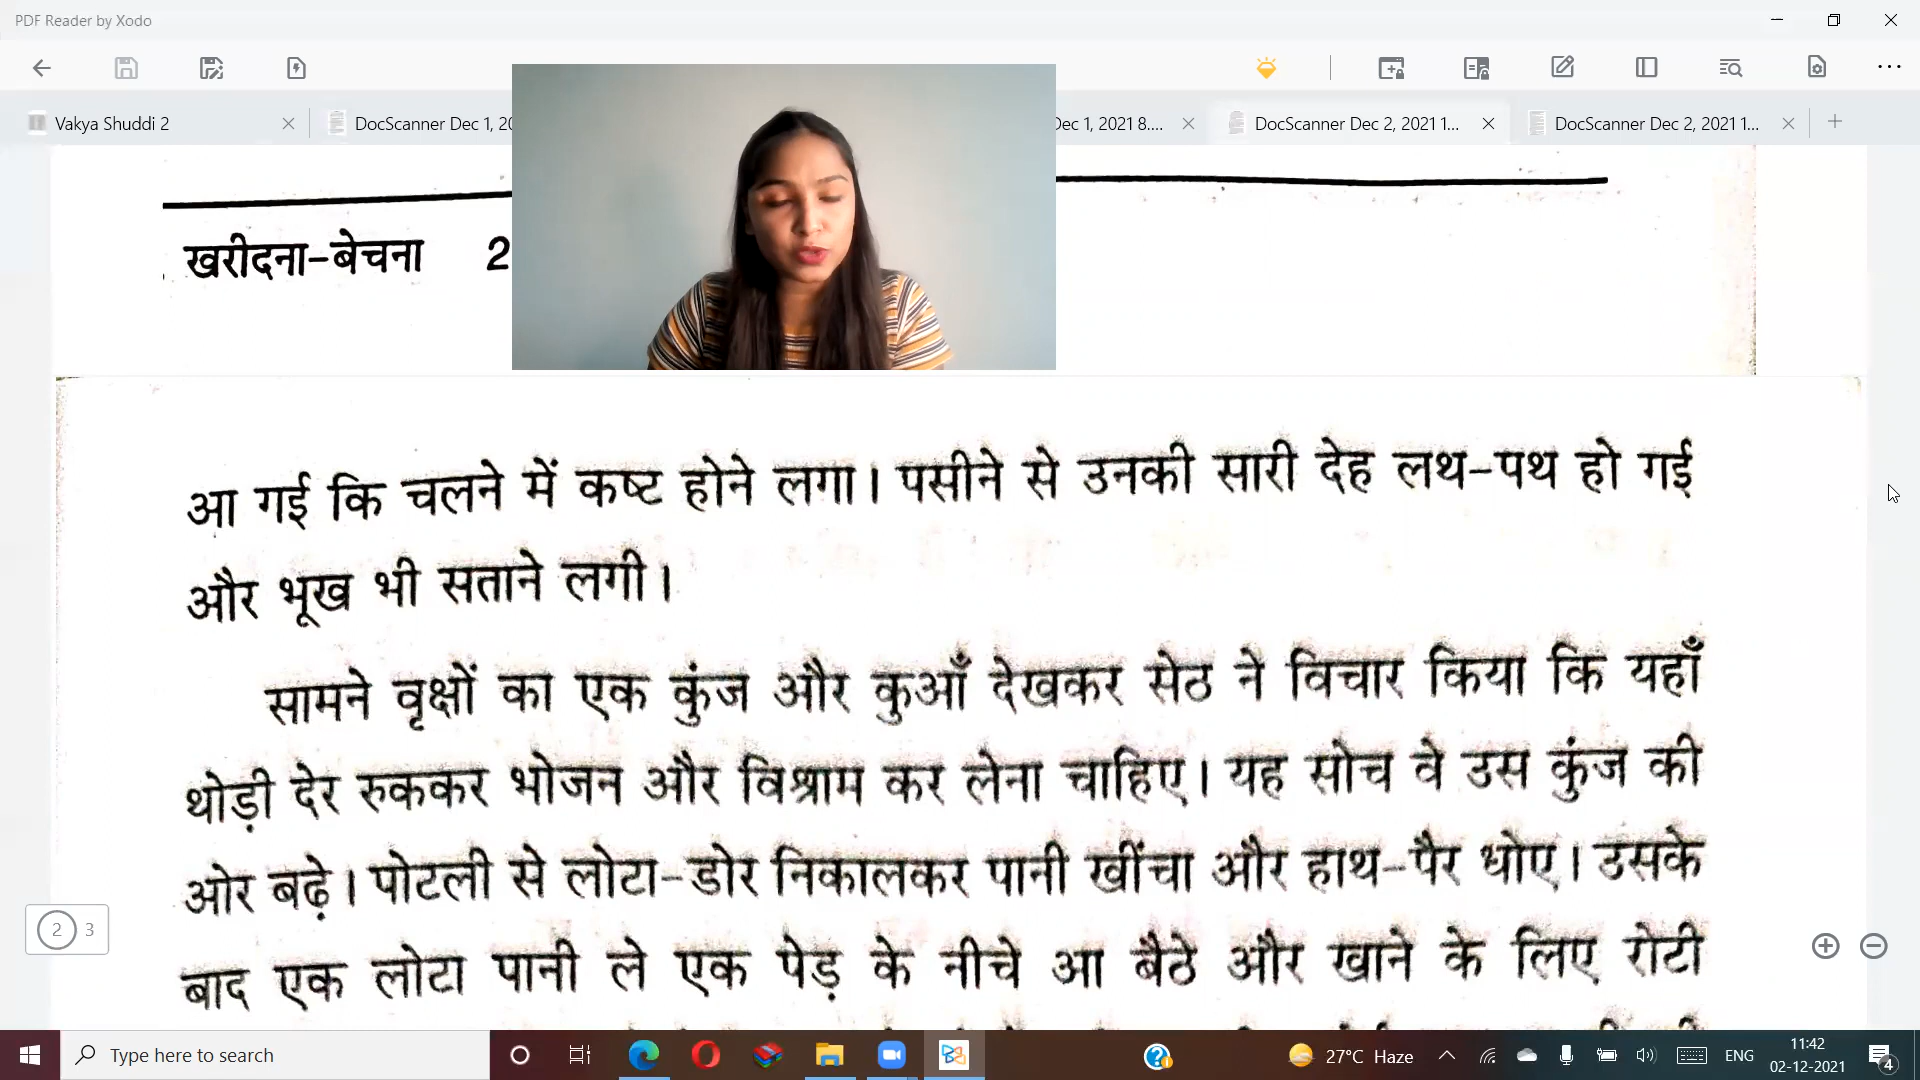 PDF Reader by Xodo
Vakya Shuddi 2
DocScanner Dec 1, 20
Dec 1, 2021 8....
DocScanner Dec 2, 2021 1...
DocScanner Dec 2, 2021 1...
खरीदना-बेचना 2
आ गई कि चलने में कष्ट होने लगा। पसीने से उनकी सारी देह लथ-पथ हो गई
और भूख भी सताने लगी।
सामने वृक्षों का एक कुंज और कुआँ देखकर सेठ ने विचार किया कि यहाँ
थोड़ी देर रुककर भोजन और विश्राम कर लेना चाहिए। यह सोच वे उस कुंज की
ओर बढ़े। पोटली से लोटा-डोर निकालकर पानी खींचा और हाथ-पैर धोए। उसके
बाद एक लोटा पानी ले एक पेड़ के नीचे आ बैठे और खाने के लिए रोटी
2 3
Type here to search
27°C Haze
ENG
11:42
02-12-2021
4